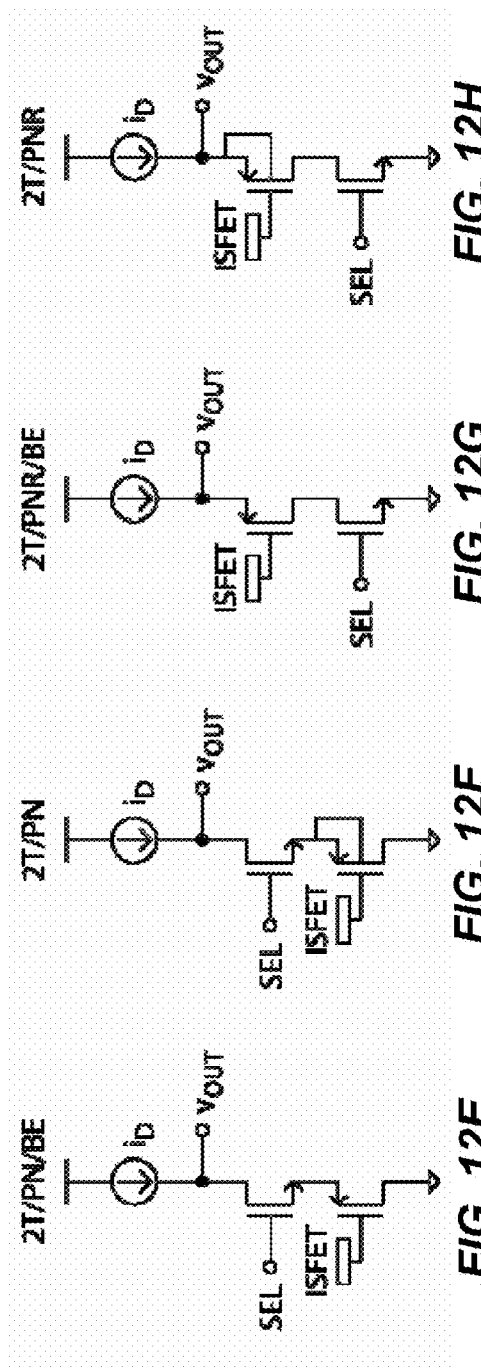 2T/PN/BE
iD
VOUT
SEL
ISFET
FIG. 12E
2T/PN
iD
VOUT
SEL
ISFET
FIG. 12F
2T/PNR/BE
iD
VOUT
ISFET
SEL
FIG. 12G
2T/PNR
iD
VOUT
ISFET
SEL
FIG. 12H